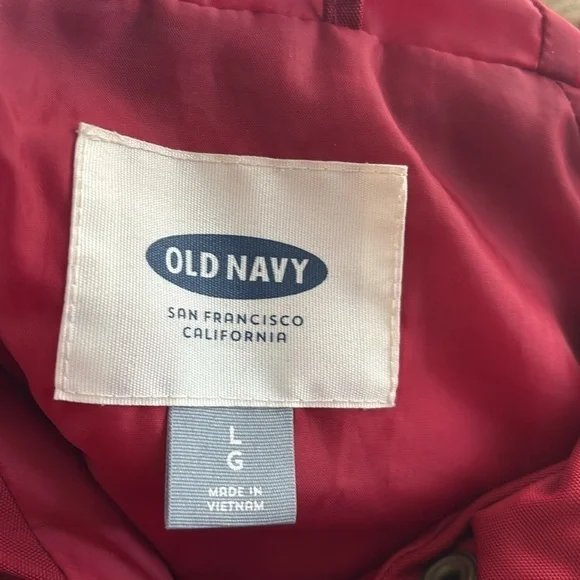 OLD NAVY
SAN FRANCISCO
CALIFORNIA
L
G
MADE IN
VIETNAM